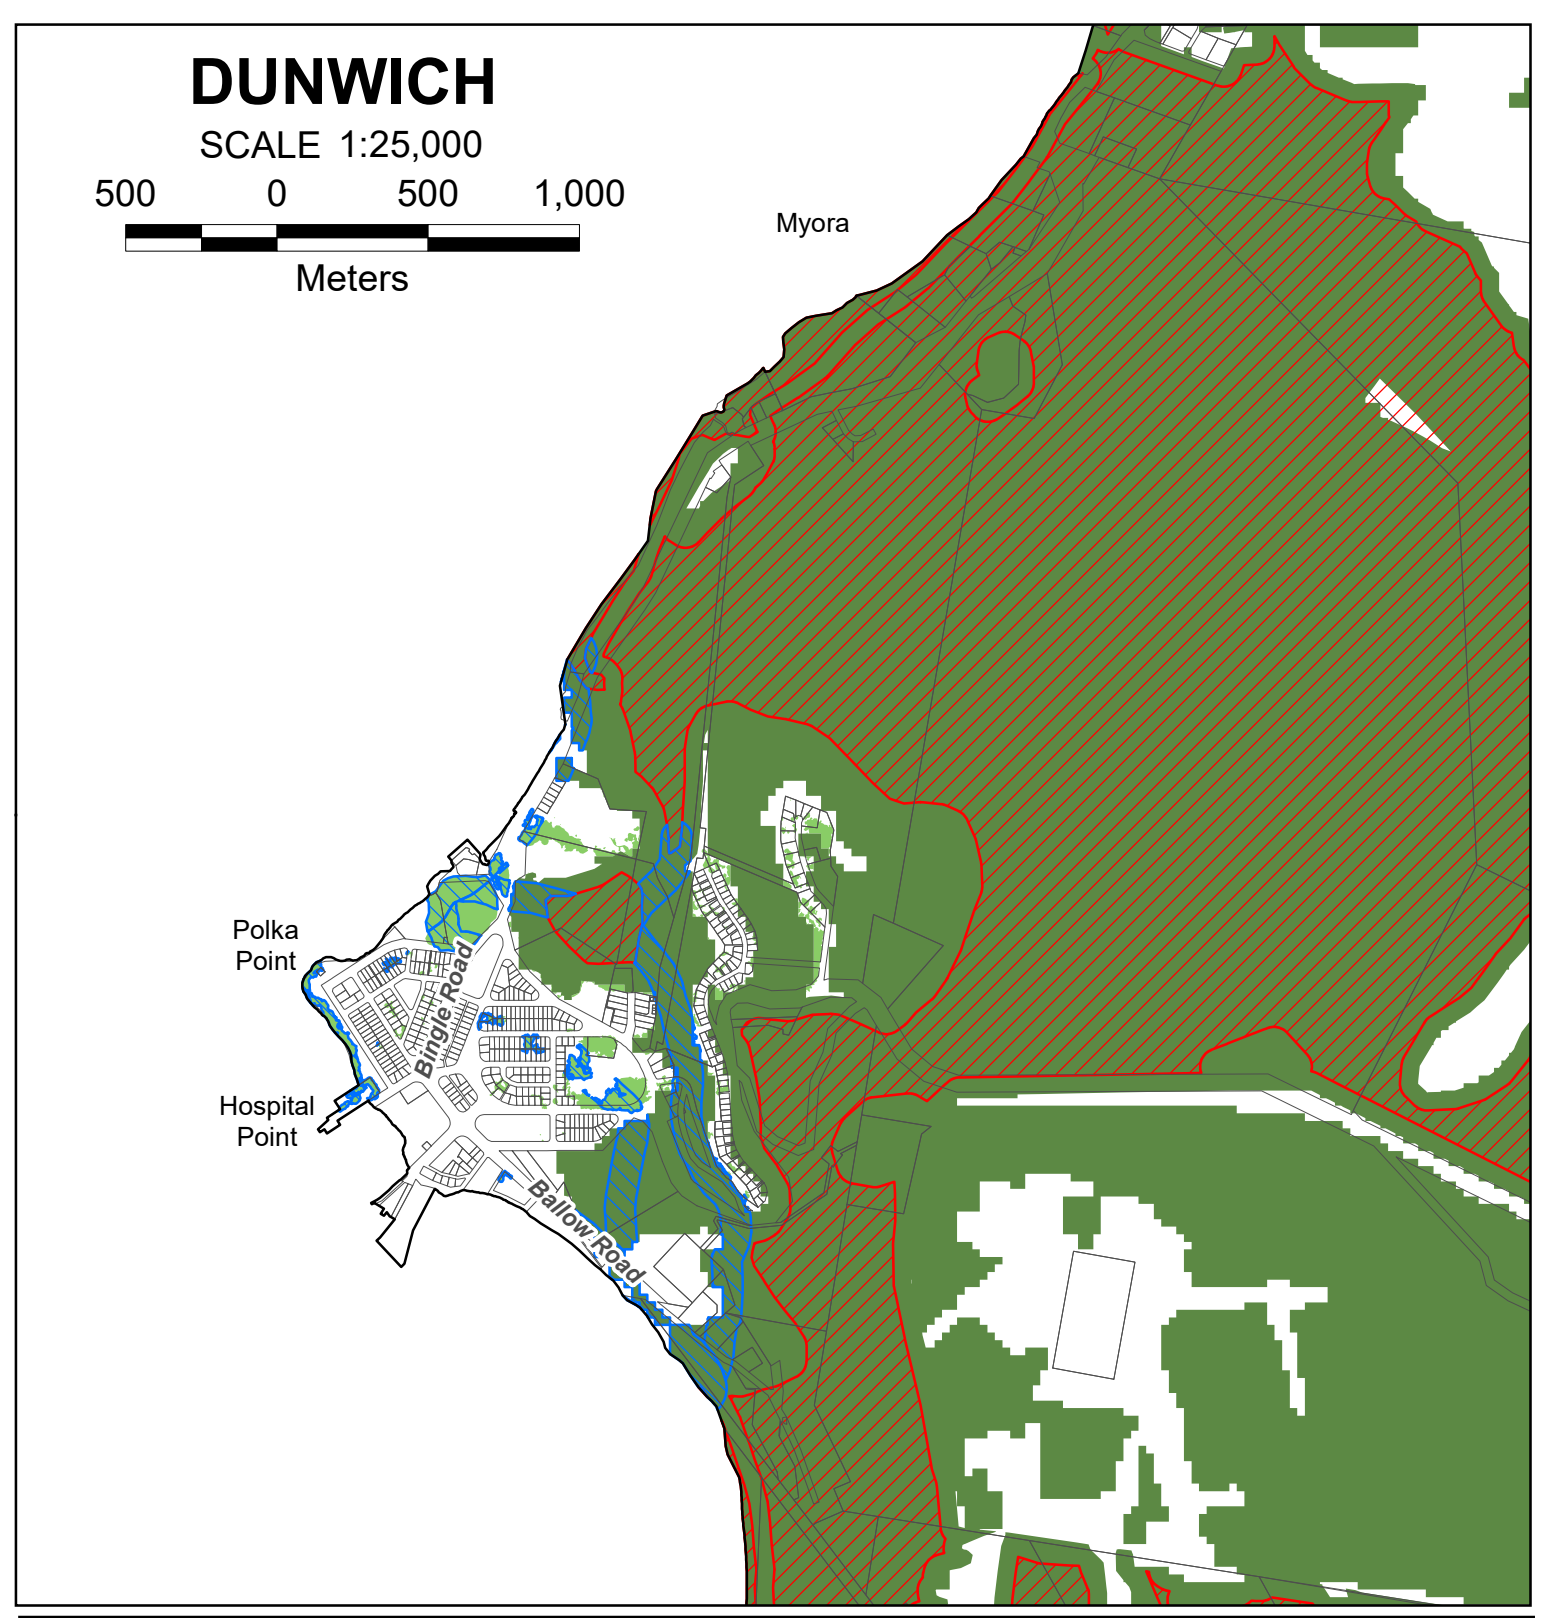 DUNWICH
SCALE 1:25,000
500 0 500 1,000
Meters
Myora
Polka
Point
Bingle Road
Hospital
Point
Ballow Road